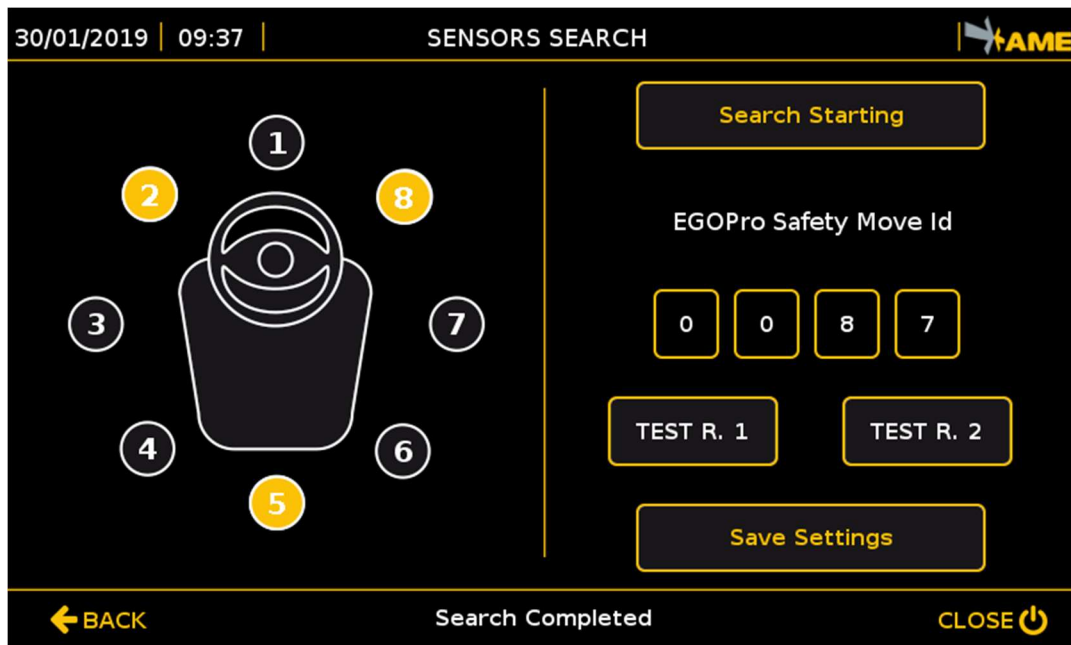 30/01/2019 09:37 SENSORS SEARCH AME
1
2
8
3
7
4
6
5
Search Starting
EGOPro Safety Move Id
0 0 8 7
TEST R. 1 TEST R. 2
Save Settings
BACK Search Completed CLOSE